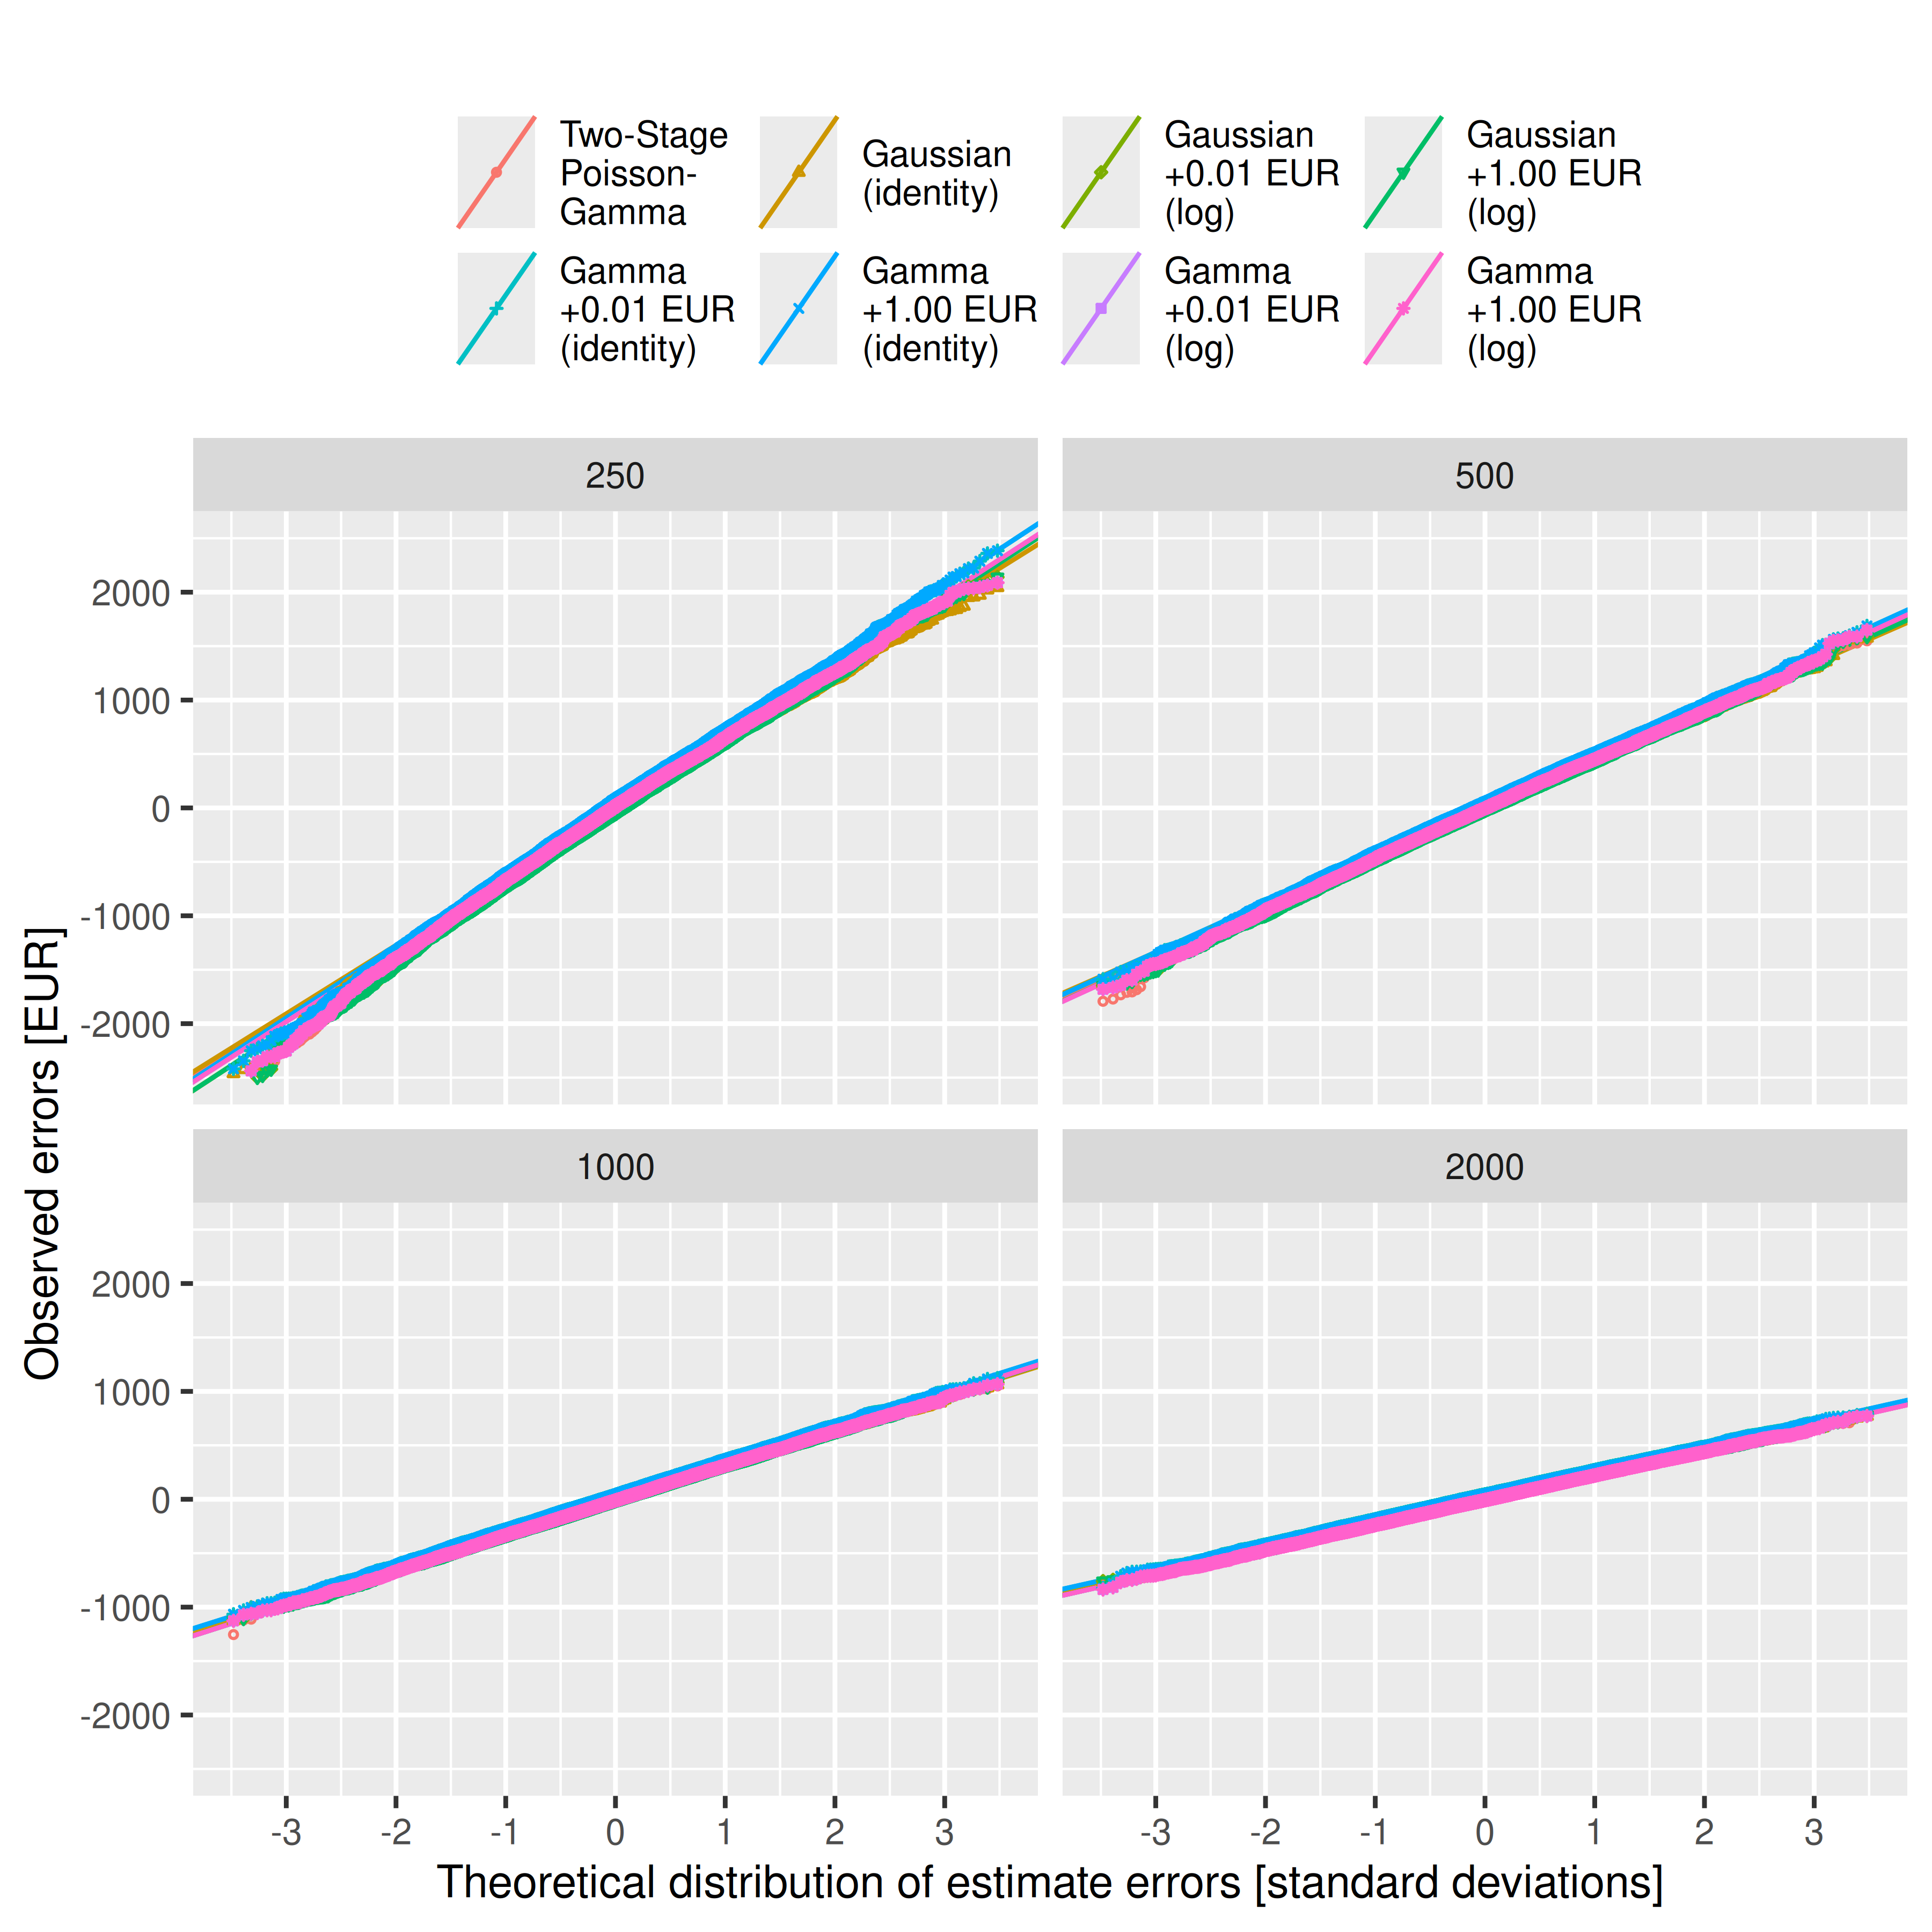 Two-Stage
Poisson-
Gamma
Gaussian
(identity)
Gaussian
+0.01 EUR
(log)
Gaussian
+1.00 EUR
(log)
Gamma
+0.01 EUR
(identity)
Gamma
+1.00 EUR
(identity)
Gamma
+0.01 EUR
(log)
Gamma
+1.00 EUR
(log)
250
500
2000
1000
0
-1000
-2000
1000
2000
2000
1000
0
-1000
-2000
-3 -2 -1 0 1 2 3
-3 -2 -1 0 1 2 3
Observed errors [EUR]
Theoretical distribution of estimate errors [standard deviations]